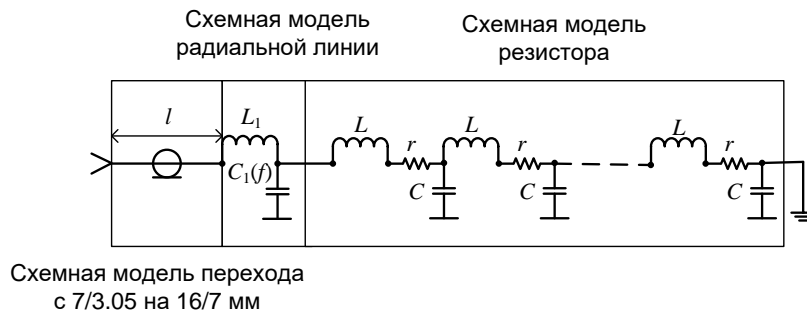 Схемная модель
радиальной линии
Схемная модель
резистора
l
L₁
C₁(f)
L
r
C
L
r
C
L
r
C
Схемная модель перехода
с 7/3.05 на 16/7 мм